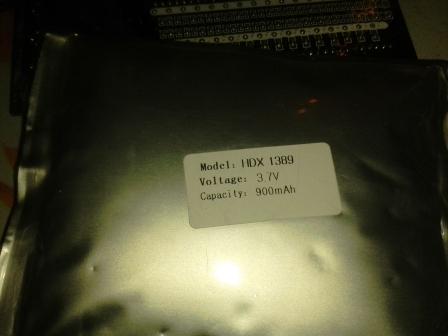 Model: HDX 1389
Voltage: 3.7V
Capacity: 900mAh